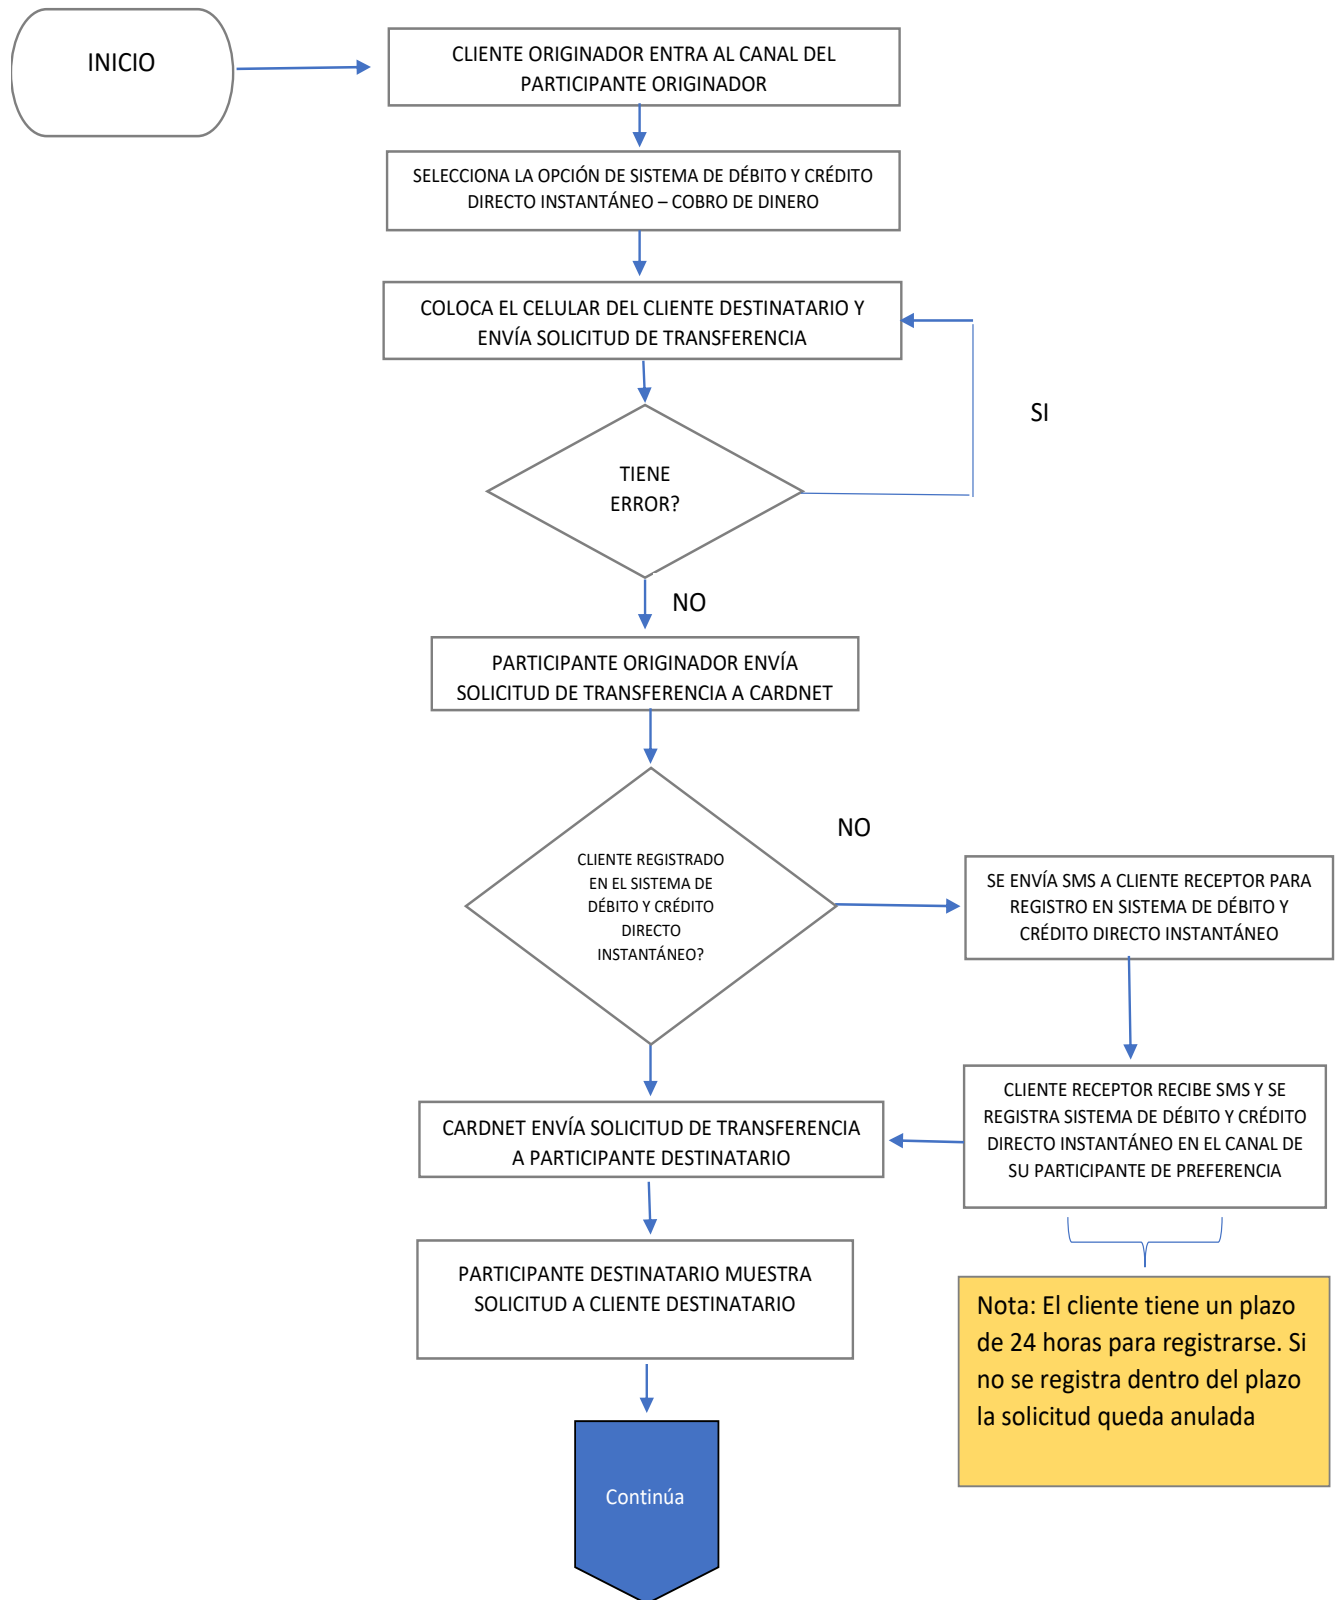 INICIO
CLIENTE ORIGINADOR ENTRA AL CANAL DEL
PARTICIPANTE ORIGINADOR
SELECCIONA LA OPCIÓN DE SISTEMA DE DÉBITO Y CRÉDITO
DIRECTO INSTANTÁNEO – COBRO DE DINERO
COLOCA EL CELULAR DEL CLIENTE DESTINATARIO Y
ENVÍA SOLICITUD DE TRANSFERENCIA
SI
TIENE
ERROR?
NO
PARTICIPANTE ORIGINADOR ENVÍA
SOLICITUD DE TRANSFERENCIA A CARDNET
NO
CLIENTE REGISTRADO
EN EL SISTEMA DE
DÉBITO Y CRÉDITO
DIRECTO
INSTANTÁNEO?
SE ENVÍA SMS A CLIENTE RECEPTOR PARA
REGISTRO EN SISTEMA DE DÉBITO Y
CRÉDITO DIRECTO INSTANTÁNEO
CLIENTE RECEPTOR RECIBE SMS Y SE
REGISTRA SISTEMA DE DÉBITO Y CRÉDITO
DIRECTO INSTANTÁNEO EN EL CANAL DE
SU PARTICIPANTE DE PREFERENCIA
CARDNET ENVÍA SOLICITUD DE TRANSFERENCIA
A PARTICIPANTE DESTINATARIO
PARTICIPANTE DESTINATARIO MUESTRA
SOLICITUD A CLIENTE DESTINATARIO
Nota: El cliente tiene un plazo
de 24 horas para registrarse. Si
no se registra dentro del plazo
la solicitud queda anulada
Continúa